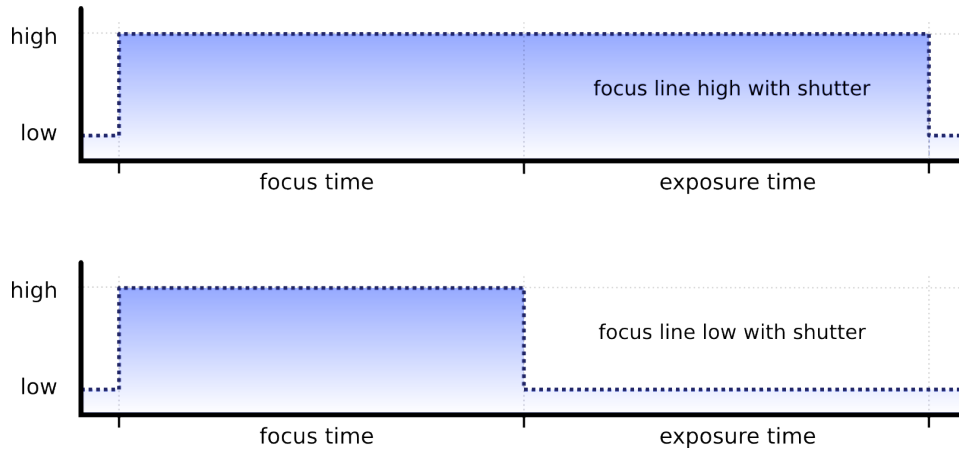 high
focus line high with shutter
low
focus time
exposure time
high
focus line low with shutter
low
focus time
exposure time